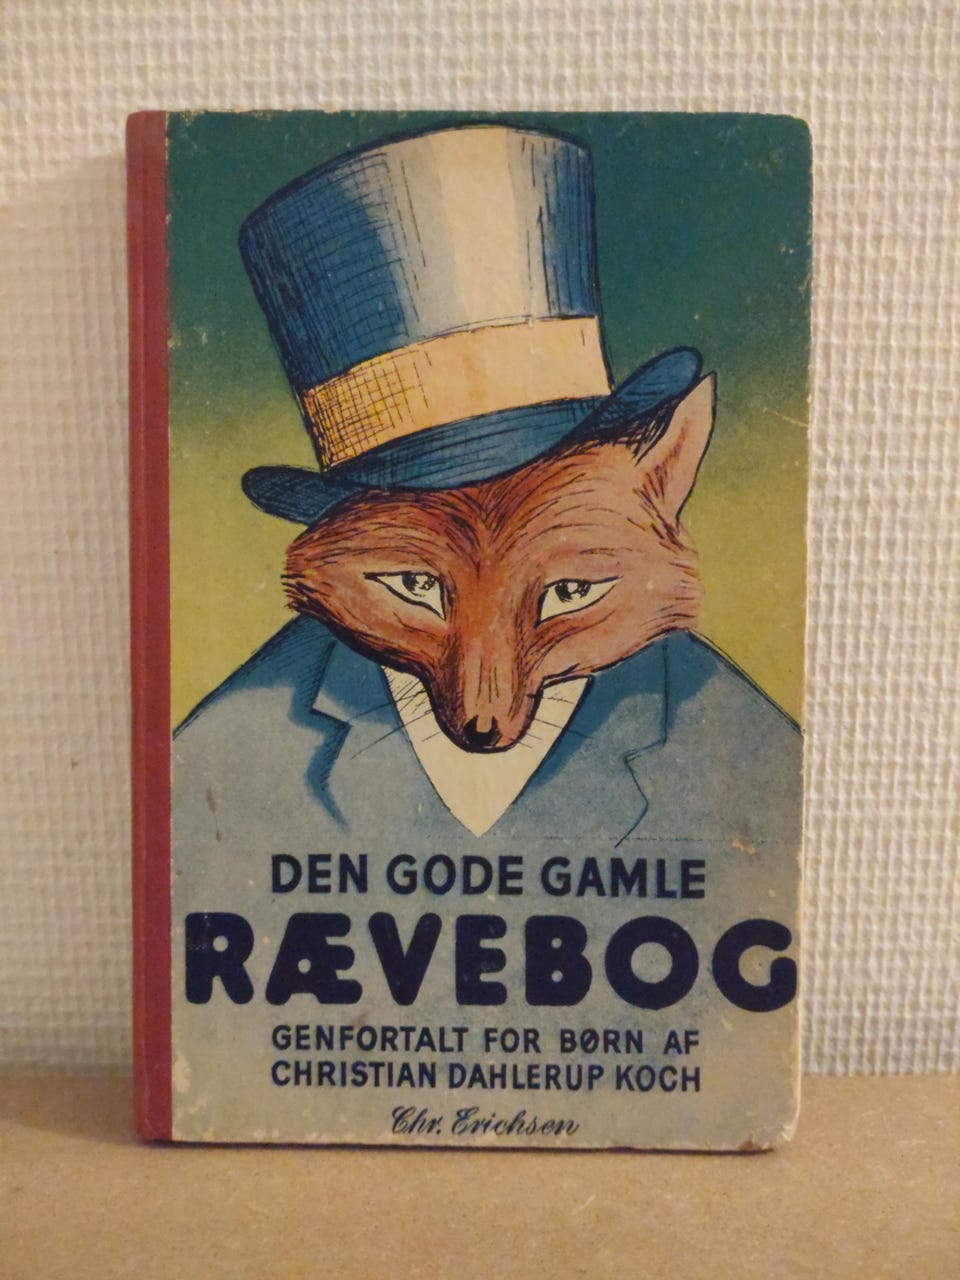 DEN GODE GAMLE
RÆVEBOG
GENFORTALT FOR BØRN AF
CHRISTIAN DAHLERUP KOCH
Chr. Erichsen